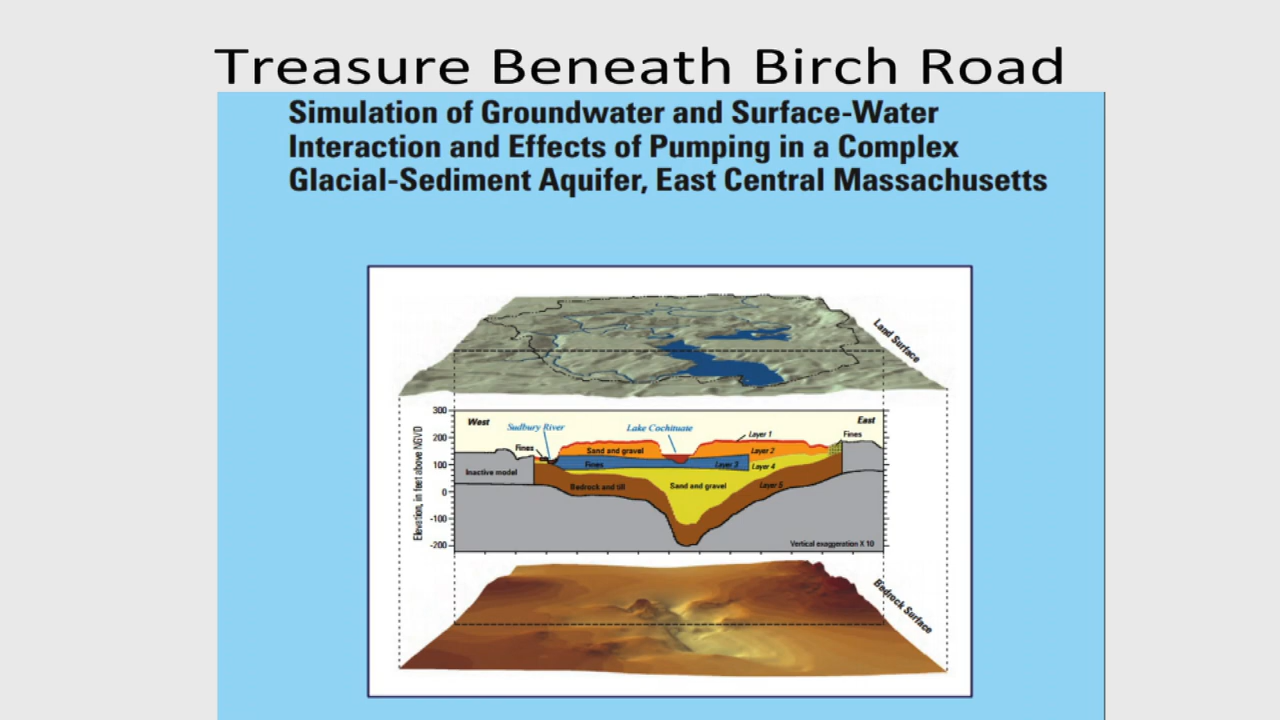 Treasure Beneath Birch Road
Simulation of Groundwater and Surface-Water
Interaction and Effects of Pumping in a Complex
Glacial-Sediment Aquifer, East Central Massachusetts
Land Surface
300
West
East
Sudbury River
Lake Cochituate
Layer 1
Fines
200
Fines
Sand and gravel
Layer 2
100
Fines
Layer 3
Layer 4
Inactive model
Bedrock and till
Sand and gravel
Layer 5
0
-100
-200
Vertical exaggeration X 10
Elevation, in feet above NGVD
Bedrock Surface